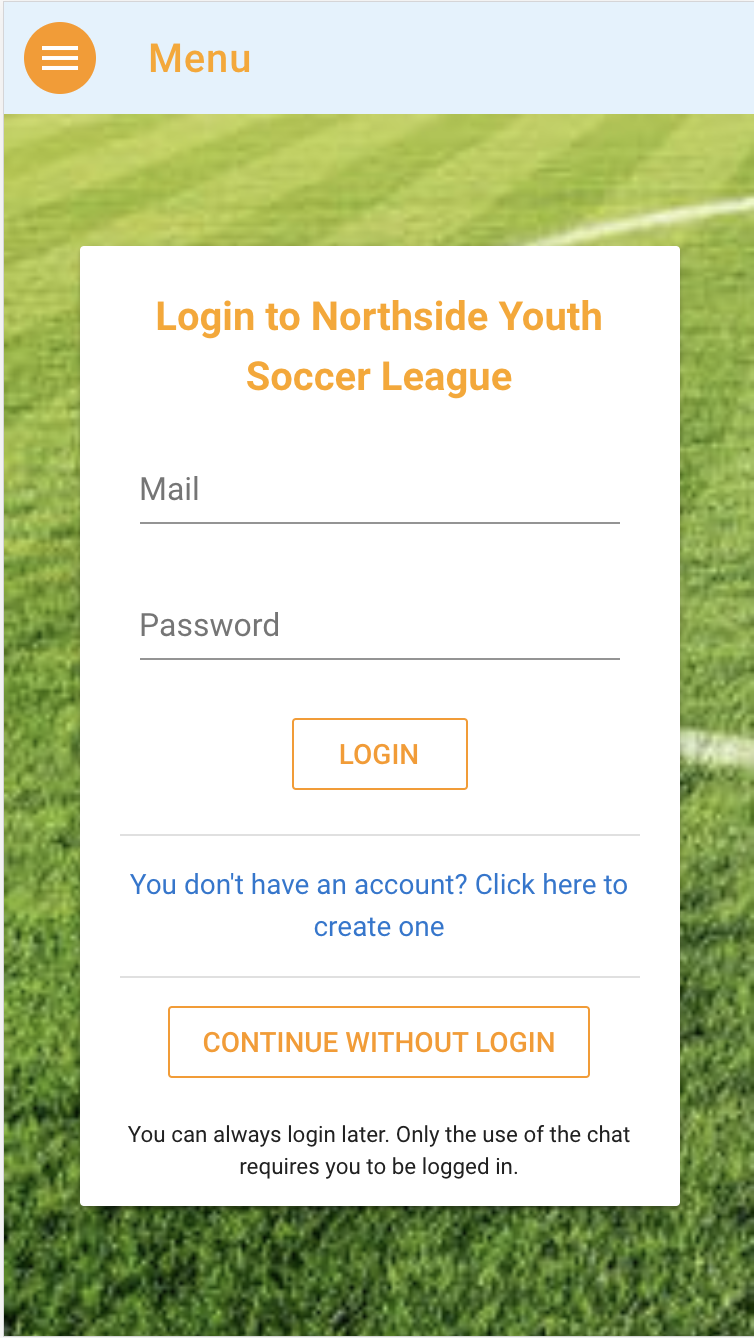 Menu
Login to Northside Youth
Soccer League
Mail
Password
LOGIN
You don't have an account? Click here to
create one
CONTINUE WITHOUT LOGIN
You can always login later. Only the use of the chat
requires you to be logged in.